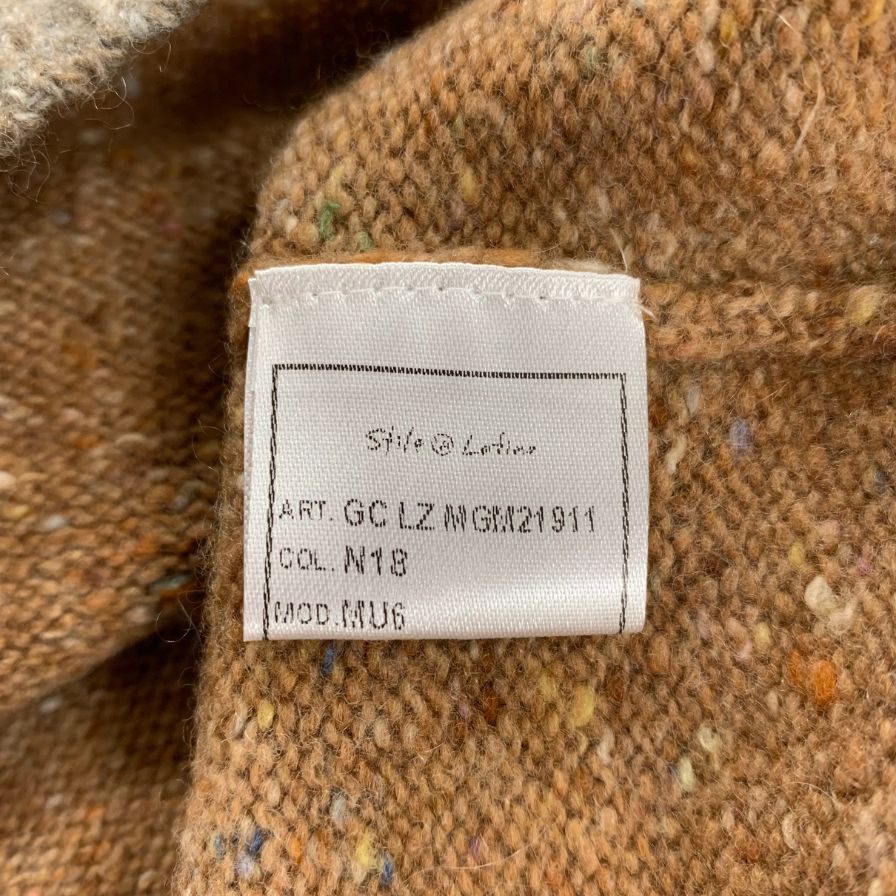 Stile @ Latino
ART. GC LZ MGM21911
COL. N18
MOD. MU6